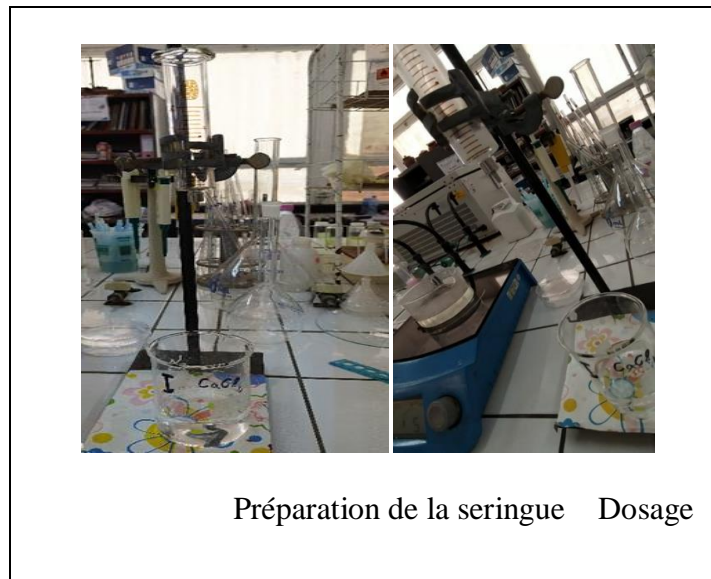 I CaCl₂
CaCl₂
Préparation de la seringue Dosage